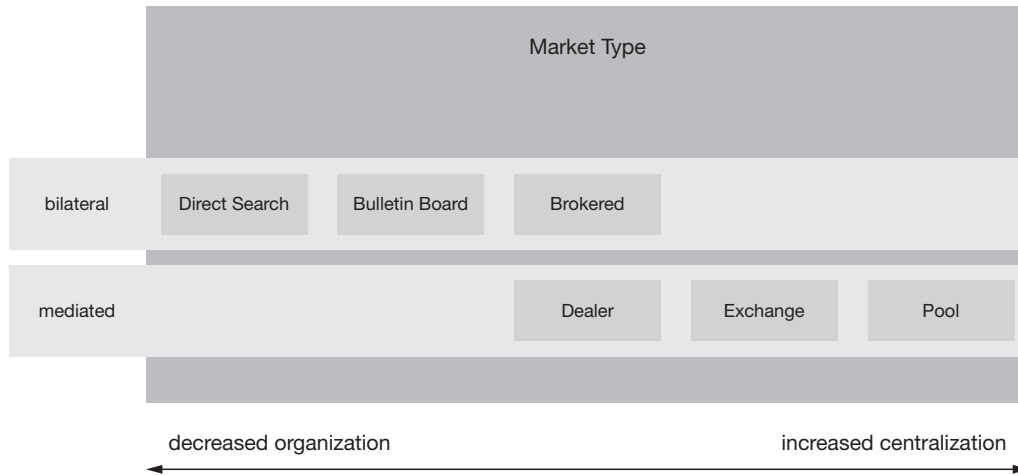 Market Type
bilateral Direct Search Bulletin Board Brokered
mediated Dealer Exchange Pool
decreased organization increased centralization